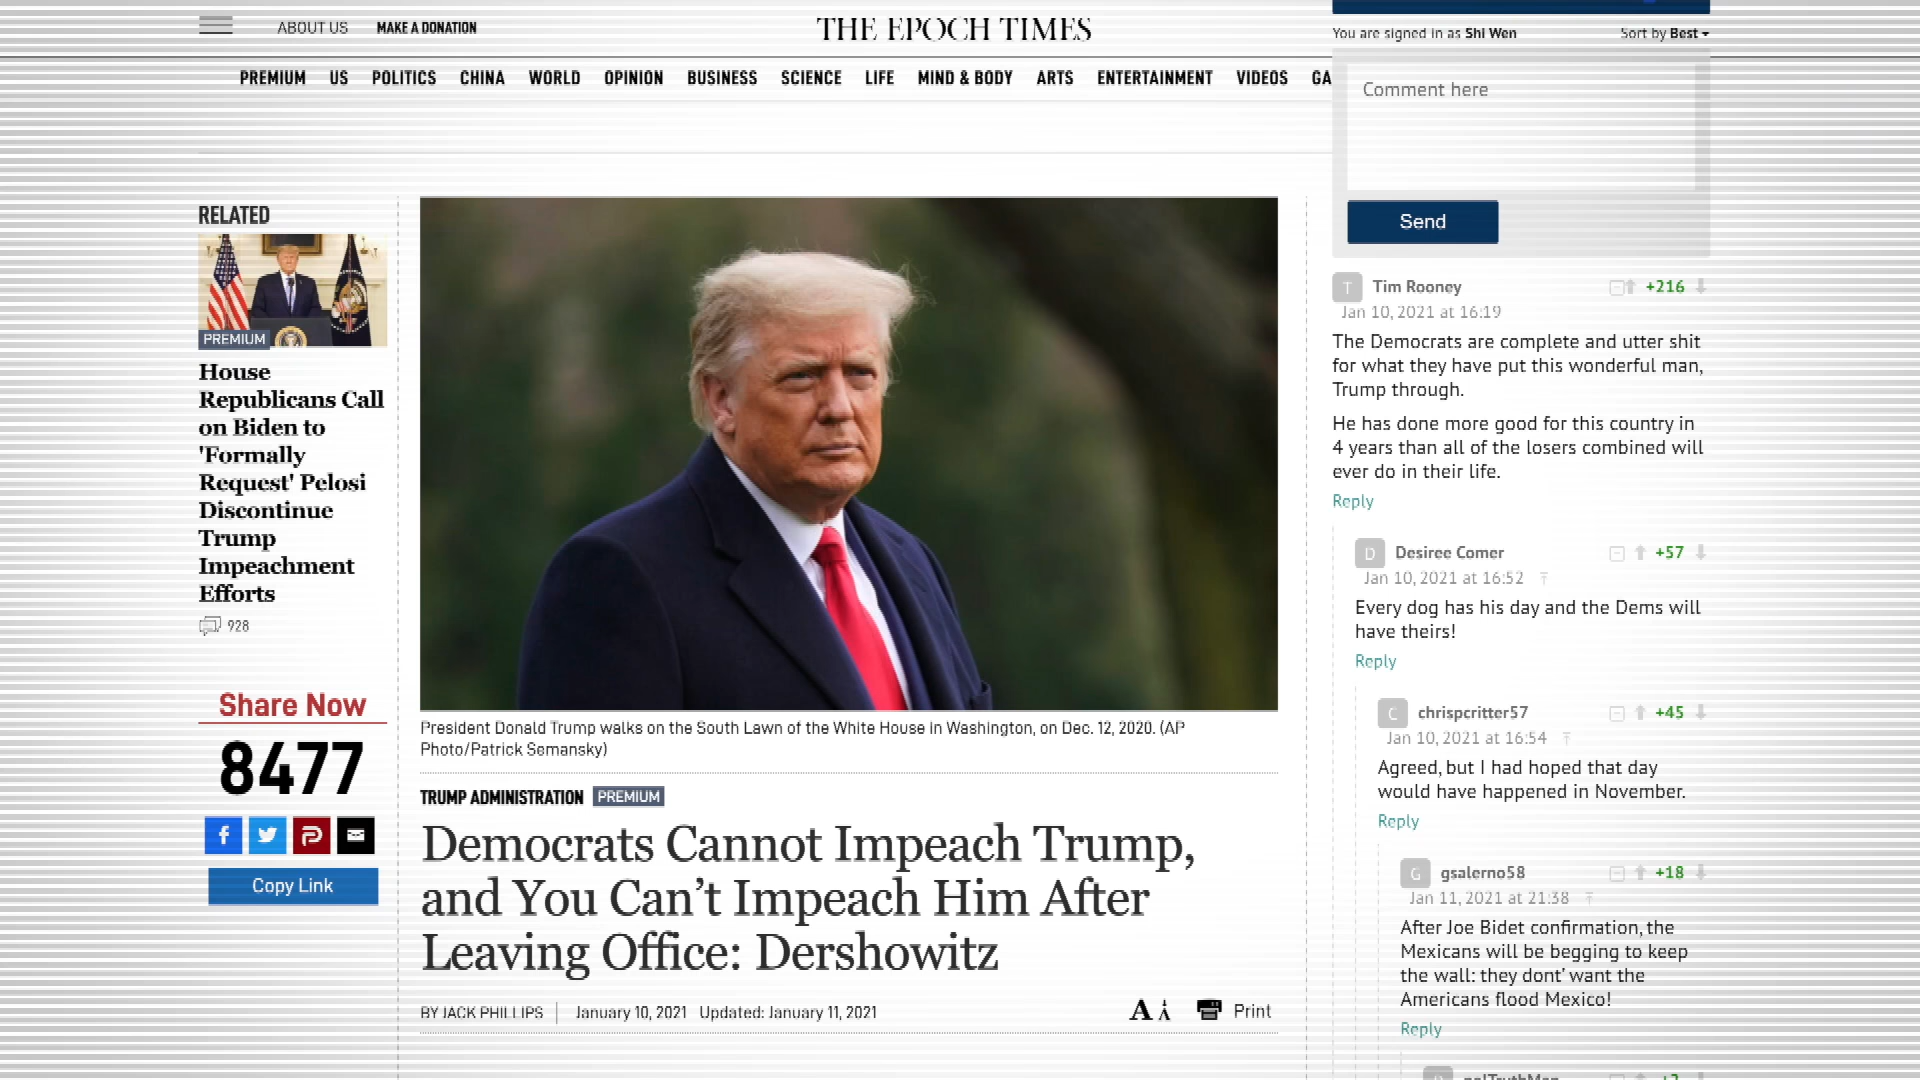 ABOUT US
MAKE A DONATION
THE EPOCH TIMES
PREMIUM
US
POLITICS
CHINA
WORLD
OPINION
BUSINESS
SCIENCE
LIFE
MIND & BODY
ARTS
ENTERTAINMENT
VIDEOS
GA
RELATED
PREMIUM
House
Republicans Call
on Biden to
'Formally
Request' Pelosi
Discontinue
Trump
Impeachment
Efforts
928
Share Now
8477
Copy Link
President Donald Trump walks on the South Lawn of the White House in Washington, on Dec. 12, 2020. (AP
Photo/Patrick Semansky)
TRUMP ADMINISTRATION PREMIUM
Democrats Cannot Impeach Trump,
and You Can’t Impeach Him After
Leaving Office: Dershowitz
BY JACK PHILLIPS
January 10, 2021 Updated: January 11, 2021
Print
You are signed in as Shi Wen
Sort by Best
Comment here
Send
T
Tim Rooney
+216
Jan 10, 2021 at 16:19
The Democrats are complete and utter shit
for what they have put this wonderful man,
Trump through.
He has done more good for this country in
4 years than all of the losers combined will
ever do in their life.
Reply
D
Desiree Comer
+57
Jan 10, 2021 at 16:52
Every dog has his day and the Dems will
have theirs!
Reply
C
chrispcritter57
+45
Jan 10, 2021 at 16:54
Agreed, but I had hoped that day
would have happened in November.
Reply
G
gsalerno58
+18
Jan 11, 2021 at 21:38
After Joe Bidet confirmation, the
Mexicans will be begging to keep
the wall: they dont' want the
Americans flood Mexico!
Reply